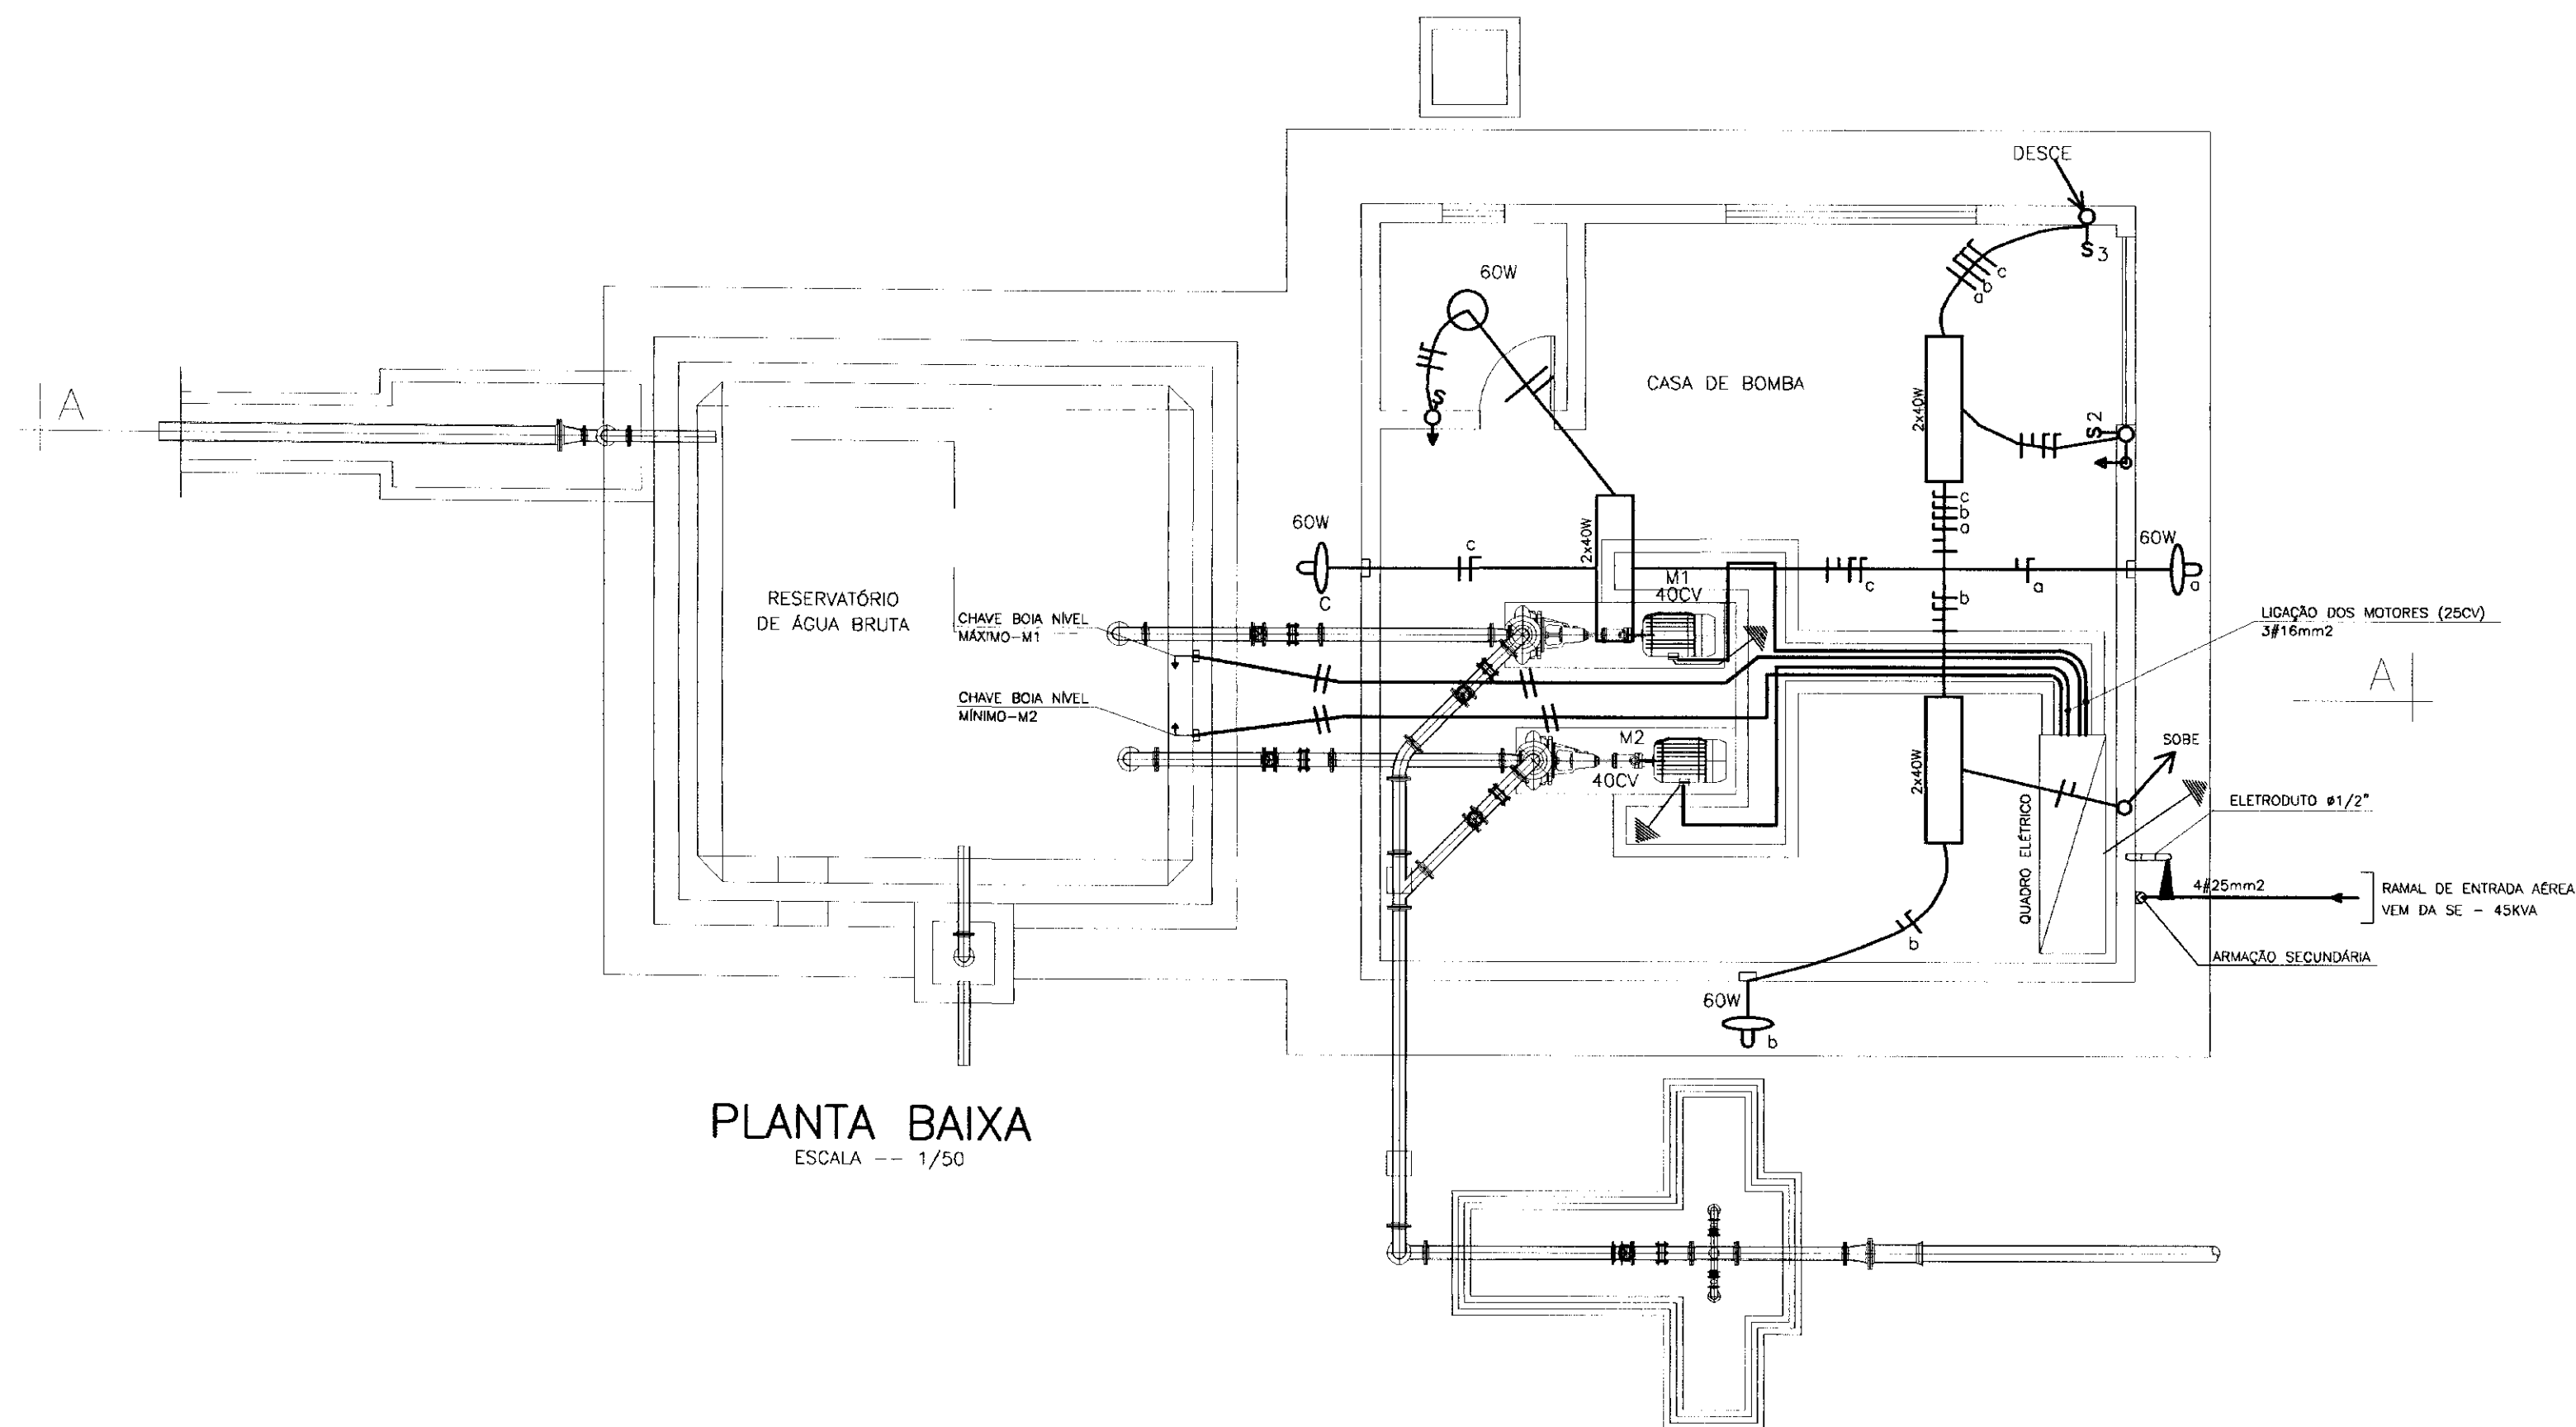 DESCE
S3
60W
c
b
a
CASA DE BOMBA
2x40W
S
S2
A
c
b
a
60W
c
C
2x40W
M1
40CV
c
a
60W
a
b
RESERVATÓRIO
DE ÁGUA BRUTA
CHAVE BOIA NÍVEL
MÁXIMO-M1
LIGAÇÃO DOS MOTORES (25CV)
3#16mm2
A
CHAVE BOIA NÍVEL
MÍNIMO-M2
M2
40CV
2x40W
SOBE
ELETRODUTO ø1/2"
QUADRO ELÉTRICO
4#25mm2
RAMAL DE ENTRADA AÉREA
VEM DA SE - 45KVA
b
ARMAÇÃO SECUNDÁRIA
60W
b
PLANTA BAIXA
ESCALA -- 1/50